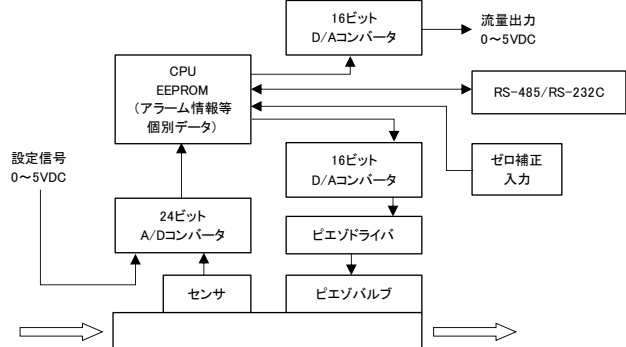 16ビット
D/Aコンバータ
流量出力
0～5VDC
CPU
EEPROM
(アラーム情報等
個別データ)
RS-485/RS-232C
設定信号
0～5VDC
16ビット
D/Aコンバータ
ゼロ補正
入力
24ビット
A/Dコンバータ
ピエゾドライバ
センサ
ピエゾバルブ